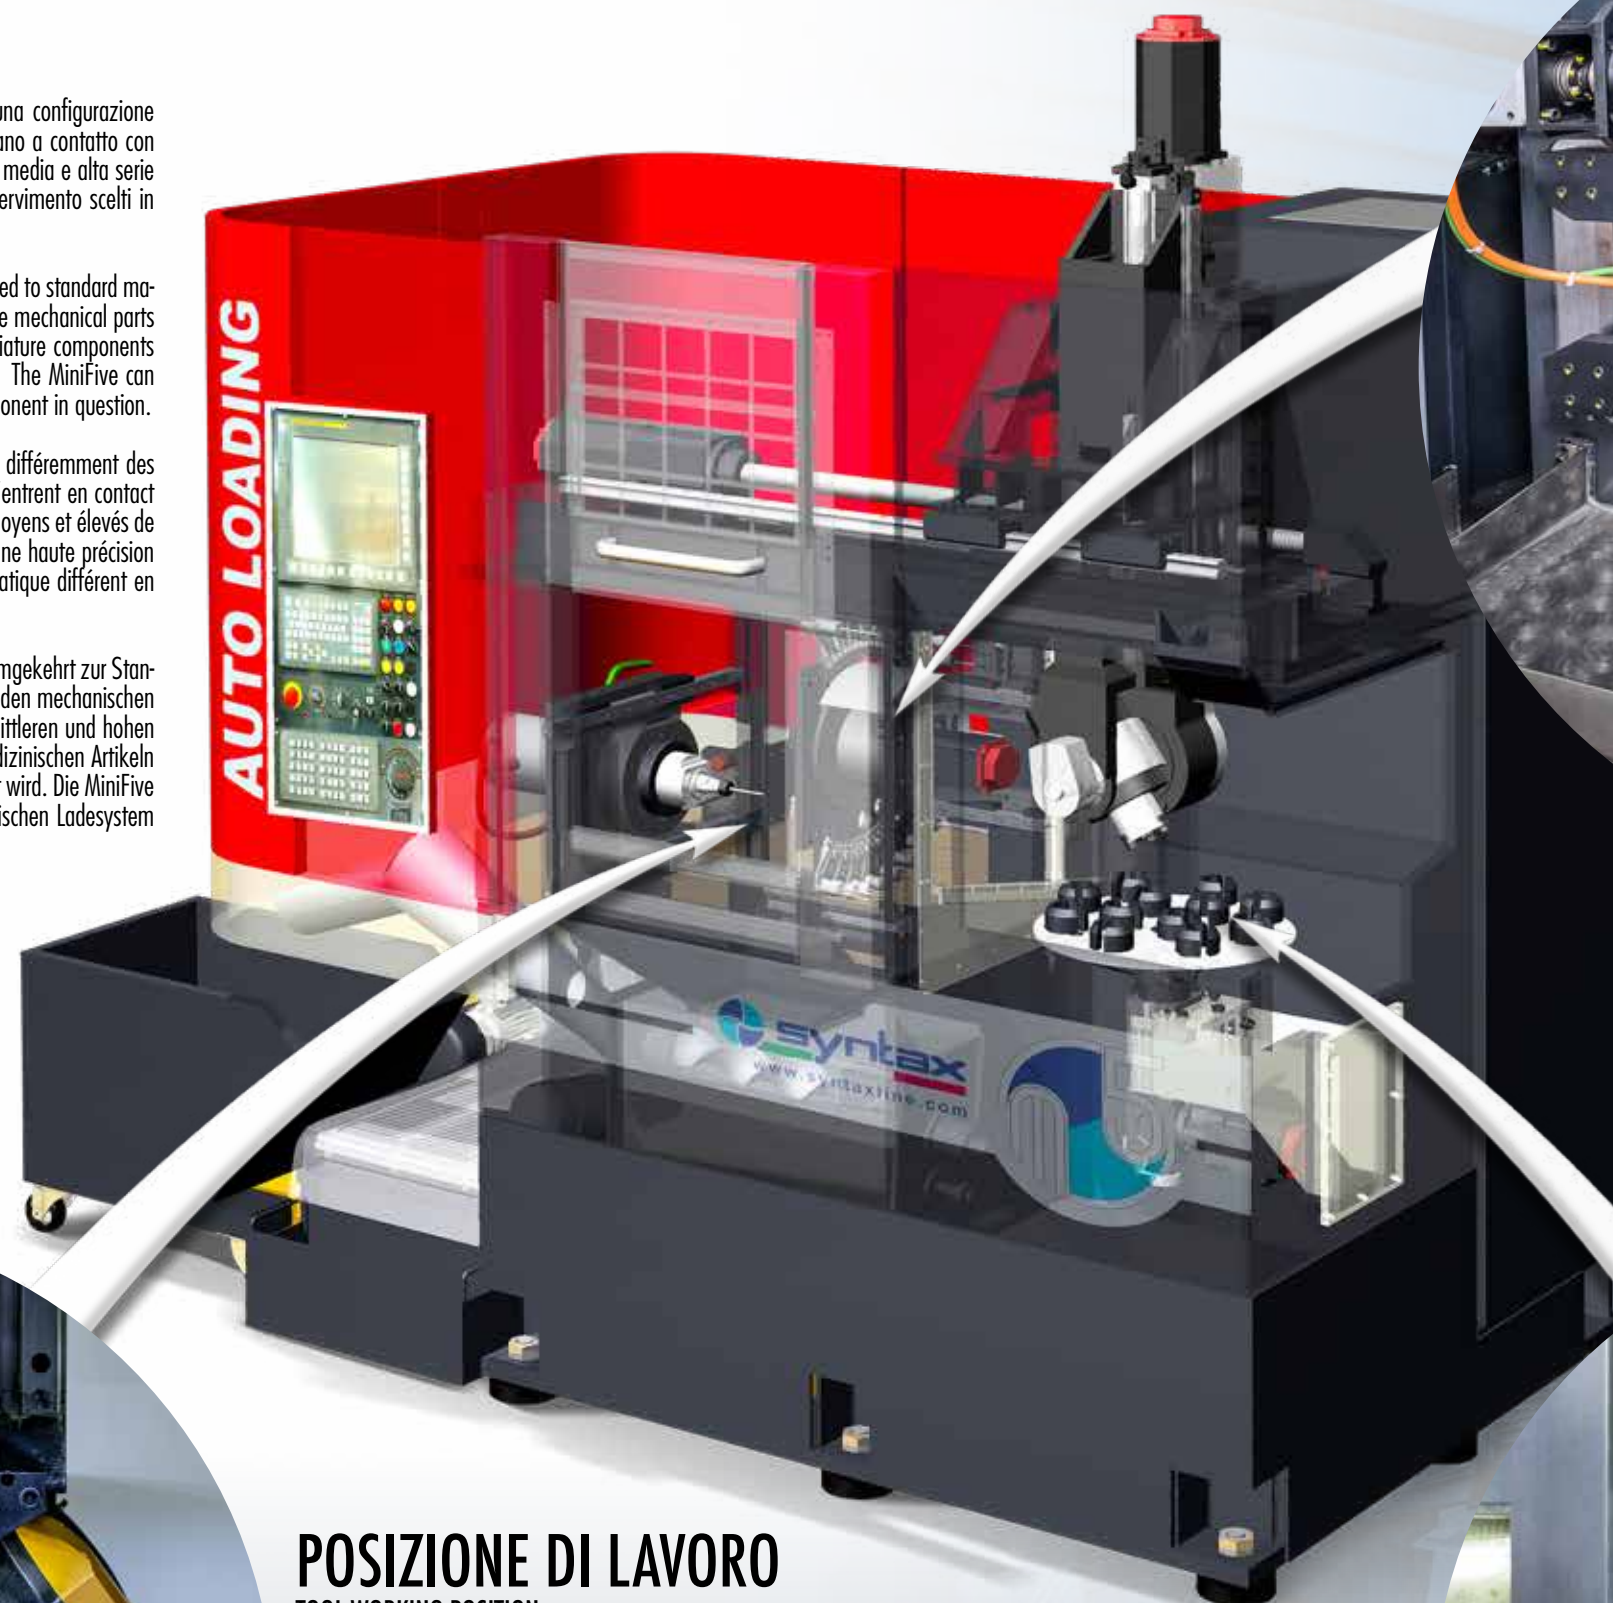 una configurazione
ano a contatto con
media e alta serie
ervimento scelti in
ed to standard ma-
e mechanical parts
iature components
The MiniFive can
onent in question.
différemment des
entrent en contact
oyens et élevés de
ne haute précision
atique différent en
mgekehrt zur Stan-
den mechanischen
ittleren und hohen
dizinischen Artikeln
t wird. Die MiniFive
ischen Ladesystem
AUTO LOADING
syntax
www.syntaxline.com
POSIZIONE DI LAVORO
TOOL WORKING POSITION